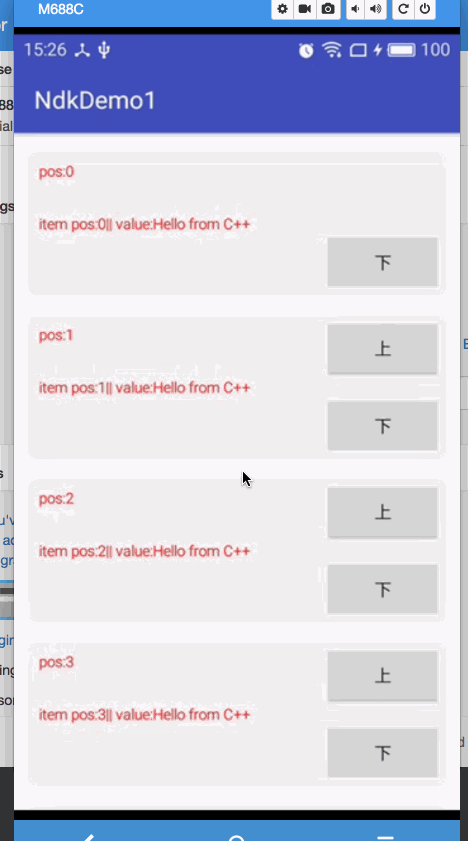 M688C
15:26
100
NdkDemo1
pos:0
item pos:0|| value:Hello from C++
下
pos:1
上
item pos:1|| value:Hello from C++
下
pos:2
上
item pos:2|| value:Hello from C++
下
pos:3
上
item pos:3|| value:Hello from C++
下